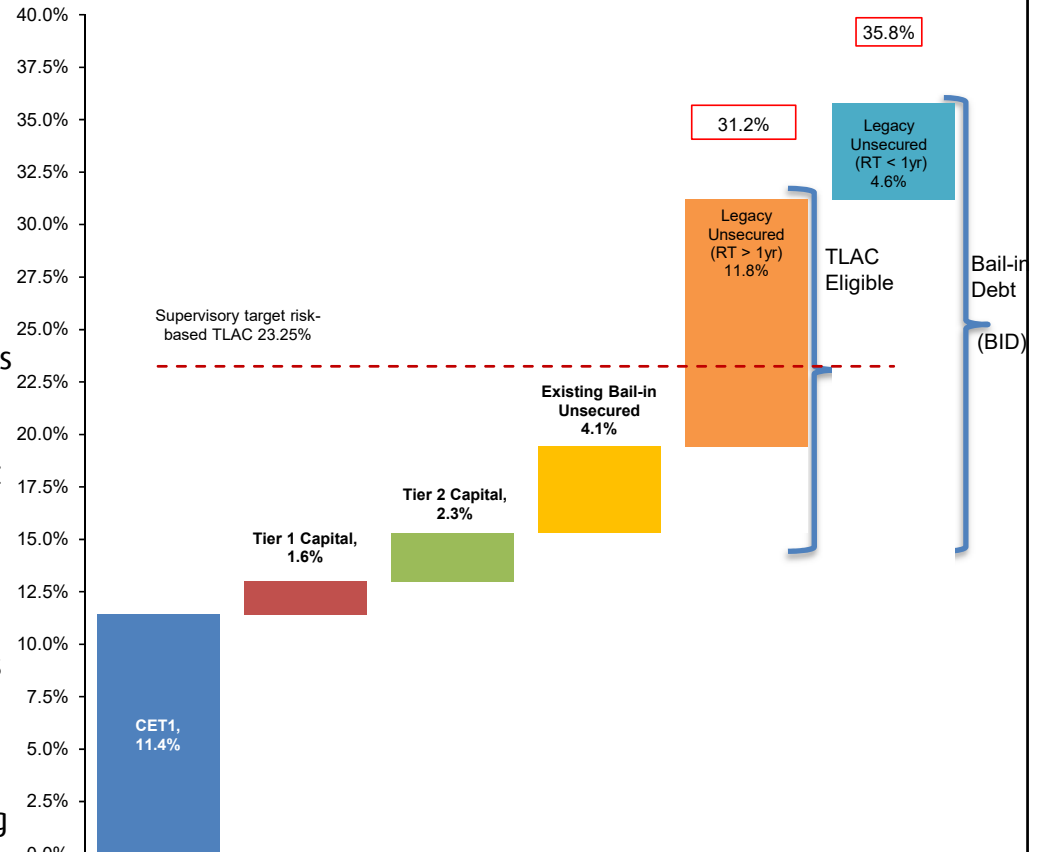 40.0%
37.5%
35.0%
32.5%
30.0%
27.5%
25.0%
22.5%
20.0%
17.5%
15.0%
12.5%
10.0%
7.5%
5.0%
2.5%
0.0%
s
g
CET1,
11.4%
Tier 1 Capital,
1.6%
Tier 2 Capital,
2.3%
Existing Bail-in
Unsecured
4.1%
Supervisory target risk-
based TLAC 23.25%
31.2%
Legacy
Unsecured
(RT > 1yr)
11.8%
TLAC
Eligible
35.8%
Legacy
Unsecured
(RT < 1yr)
4.6%
Bail-in
Debt
(BID)